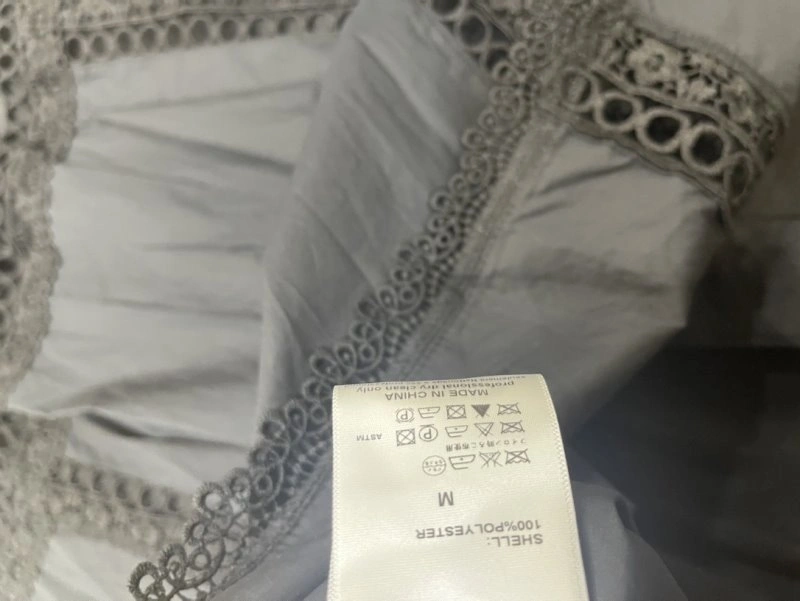 SHELL:
100%POLYESTER
M
ASTM
MADE IN CHINA
professional dry clean only